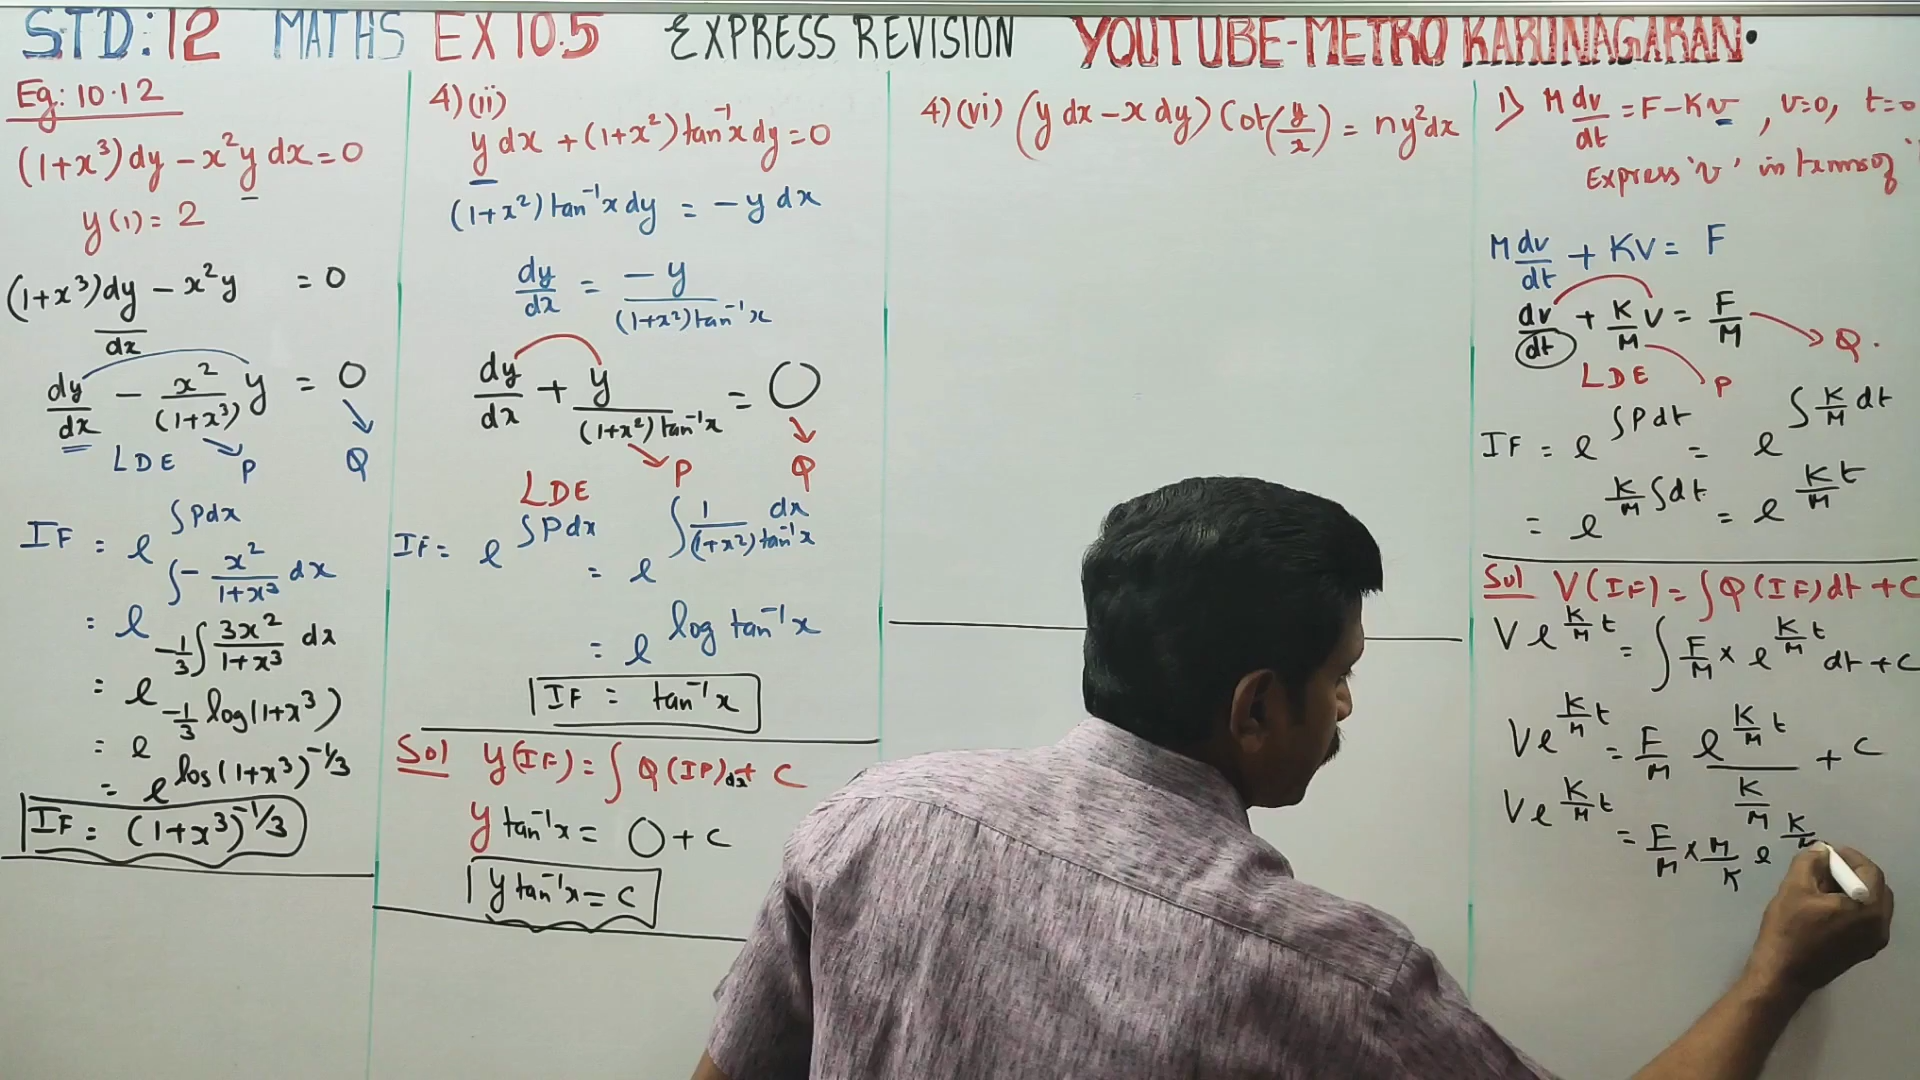 STD: 12 MATHS EX 10.5 EXPRESS REVISION YOUTUBE-METRO KARUNAGARAN.
Eg: 10.12
(1+x³)dy - x²y dx = 0
y(1) = 2
(1+x³)dy/dx - x²y = 0
dy/dx - x²/(1+x³) y = 0
LDE P Q
IF = e^∫Pdx
= e^∫-x²/(1+x³) dx
= e^-1/3∫3x²/(1+x³) dx
= e^-1/3 log(1+x³)
= e^log(1+x³)^-1/3
IF = (1+x³)^-1/3
4)(ii)
y dx + (1+x²)tan⁻¹x dy = 0
(1+x²)tan⁻¹x dy = -y dx
dy/dx = -y/(1+x²)tan⁻¹x
dy/dx + y/(1+x²)tan⁻¹x = 0
LDE P Q
IF = e^∫Pdx = e^∫1/(1+x²)tan⁻¹x dx
= e^log tan⁻¹x
IF = tan⁻¹x
Sol y(IF) = ∫Q(IF)dx + C
y tan⁻¹x = 0 + C
y tan⁻¹x = C
4)(vi) (y dx - x dy) Cot(y/x) = ny²dx
1) M dv/dt = F - Kv, v=0, t=0
Express 'v' in terms of '
M dv/dt + KV = F
dv/dt + K/M V = F/M
Q.
LDE P
IF = e^∫Pdt = e^∫K/M dt
= e^K/M ∫dt = e^K/M t
Sol V(IF) = ∫Q(IF)dt + C
V e^K/M t = ∫F/M × e^K/M t dt + C
V e^K/M t = F/M e^K/M t/(K/M) + C
V e^K/M t
= F/M × M/K e^K/